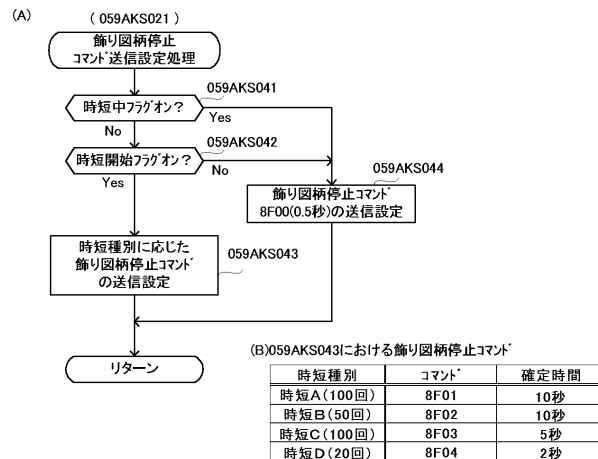 (A)
(059AKS021)
飾り図柄停止
コマンド送信設定処理
時短中フラグオン？
059AKS041
Yes
No
時短開始フラグオン？
059AKS042
No
Yes
059AKS044
飾り図柄停止コマンド
8F00(0.5秒)の送信設定
時短種別に応じた
飾り図柄停止コマンド
の送信設定
059AKS043
リターン
(B)059AKS043における飾り図柄停止コマンド
時短種別 コマンド 確定時間
時短A(100回) 8F01 10秒
時短B(50回) 8F02 10秒
時短C(100回) 8F03 5秒
時短D(20回) 8F04 2秒